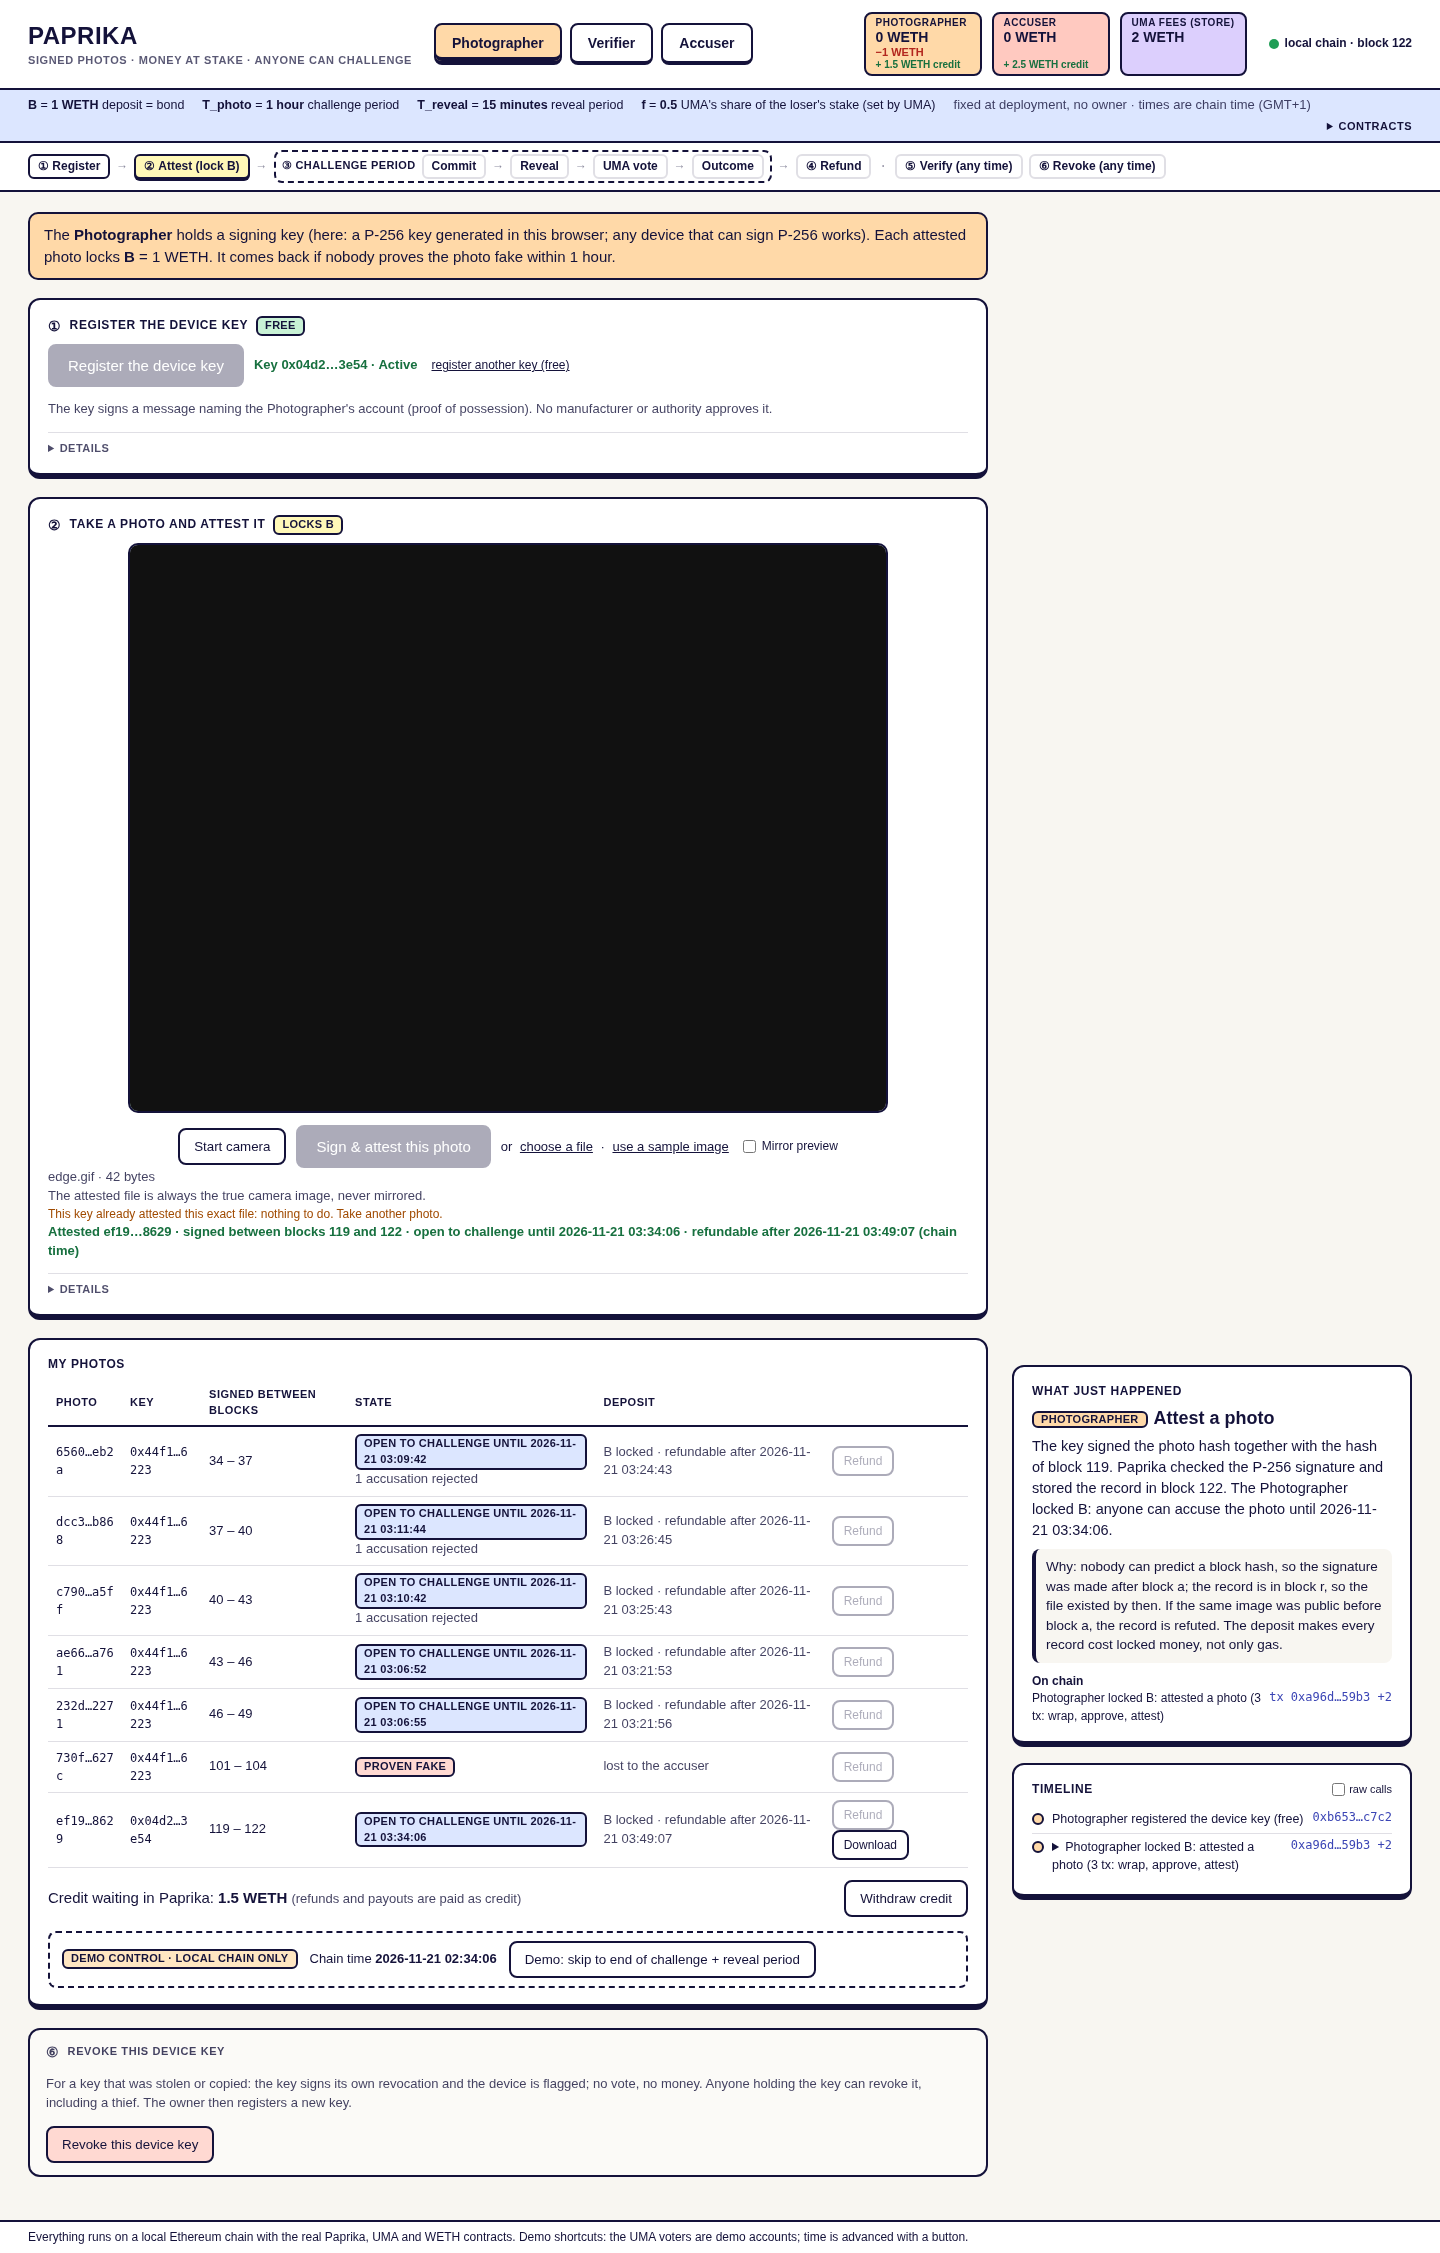 PAPRIKA
SIGNED PHOTOS · MONEY AT STAKE · ANYONE CAN CHALLENGE
Photographer
Verifier
Accuser
PHOTOGRAPHER
0 WETH
−1 WETH
+ 1.5 WETH credit
ACCUSER
0 WETH
+ 2.5 WETH credit
UMA FEES (STORE)
2 WETH
local chain · block 122
B = 1 WETH deposit = bond T_photo = 1 hour challenge period T_reveal = 15 minutes reveal period f = 0.5 UMA's share of the loser's stake (set by UMA) fixed at deployment, no owner · times are chain time (GMT+1)
▶ CONTRACTS
① Register → ② Attest (lock B) → ③ CHALLENGE PERIOD Commit → Reveal → UMA vote → Outcome → ④ Refund · ⑤ Verify (any time) ⑥ Revoke (any time)
The Photographer holds a signing key (here: a P-256 key generated in this browser; any device that can sign P-256 works). Each attested
photo locks B = 1 WETH. It comes back if nobody proves the photo fake within 1 hour.
① REGISTER THE DEVICE KEY FREE
Register the device key Key 0x04d2…3e54 · Active register another key (free)
The key signs a message naming the Photographer's account (proof of possession). No manufacturer or authority approves it.
▶ DETAILS
② TAKE A PHOTO AND ATTEST IT LOCKS B
Start camera Sign & attest this photo or choose a file · use a sample image Mirror preview
edge.gif · 42 bytes
The attested file is always the true camera image, never mirrored.
This key already attested this exact file: nothing to do. Take another photo.
Attested ef19…8629 · signed between blocks 119 and 122 · open to challenge until 2026-11-21 03:34:06 · refundable after 2026-11-21 03:49:07 (chain
time)
▶ DETAILS
MY PHOTOS
PHOTO KEY SIGNED BETWEEN BLOCKS STATE DEPOSIT
6560…eb2
a
0x44f1…6
223
34 – 37
OPEN TO CHALLENGE UNTIL 2026-11-
21 03:09:42
1 accusation rejected
B locked · refundable after 2026-11-
21 03:24:43
Refund
dcc3…b86
8
0x44f1…6
223
37 – 40
OPEN TO CHALLENGE UNTIL 2026-11-
21 03:11:44
1 accusation rejected
B locked · refundable after 2026-11-
21 03:26:45
Refund
c790…a5f
f
0x44f1…6
223
40 – 43
OPEN TO CHALLENGE UNTIL 2026-11-
21 03:10:42
1 accusation rejected
B locked · refundable after 2026-11-
21 03:25:43
Refund
ae66…a76
1
0x44f1…6
223
43 – 46
OPEN TO CHALLENGE UNTIL 2026-11-
21 03:06:52
B locked · refundable after 2026-11-
21 03:21:53
Refund
232d…227
1
0x44f1…6
223
46 – 49
OPEN TO CHALLENGE UNTIL 2026-11-
21 03:06:55
B locked · refundable after 2026-11-
21 03:21:56
Refund
730f…627
c
0x44f1…6
223
101 – 104
PROVEN FAKE
lost to the accuser
Refund
ef19…862
9
0x04d2…3
e54
119 – 122
OPEN TO CHALLENGE UNTIL 2026-11-
21 03:34:06
B locked · refundable after 2026-11-
21 03:49:07
Refund
Download
Credit waiting in Paprika: 1.5 WETH (refunds and payouts are paid as credit)
Withdraw credit
DEMO CONTROL · LOCAL CHAIN ONLY Chain time 2026-11-21 02:34:06 Demo: skip to end of challenge + reveal period
⑥ REVOKE THIS DEVICE KEY
For a key that was stolen or copied: the key signs its own revocation and the device is flagged; no vote, no money. Anyone holding the key can revoke it,
including a thief. The owner then registers a new key.
Revoke this device key
WHAT JUST HAPPENED
PHOTOGRAPHER Attest a photo
The key signed the photo hash together with the hash
of block 119. Paprika checked the P-256 signature and
stored the record in block 122. The Photographer
locked B: anyone can accuse the photo until 2026-11-
21 03:34:06.
Why: nobody can predict a block hash, so the signature
was made after block a; the record is in block r, so the
file existed by then. If the same image was public before
block a, the record is refuted. The deposit makes every
record cost locked money, not only gas.
On chain
Photographer locked B: attested a photo (3 tx 0xa96d…59b3 +2
tx: wrap, approve, attest)
TIMELINE
raw calls
Photographer registered the device key (free) 0xb653…c7c2
▶ Photographer locked B: attested a 0xa96d…59b3 +2
photo (3 tx: wrap, approve, attest)
Everything runs on a local Ethereum chain with the real Paprika, UMA and WETH contracts. Demo shortcuts: the UMA voters are demo accounts; time is advanced with a button.